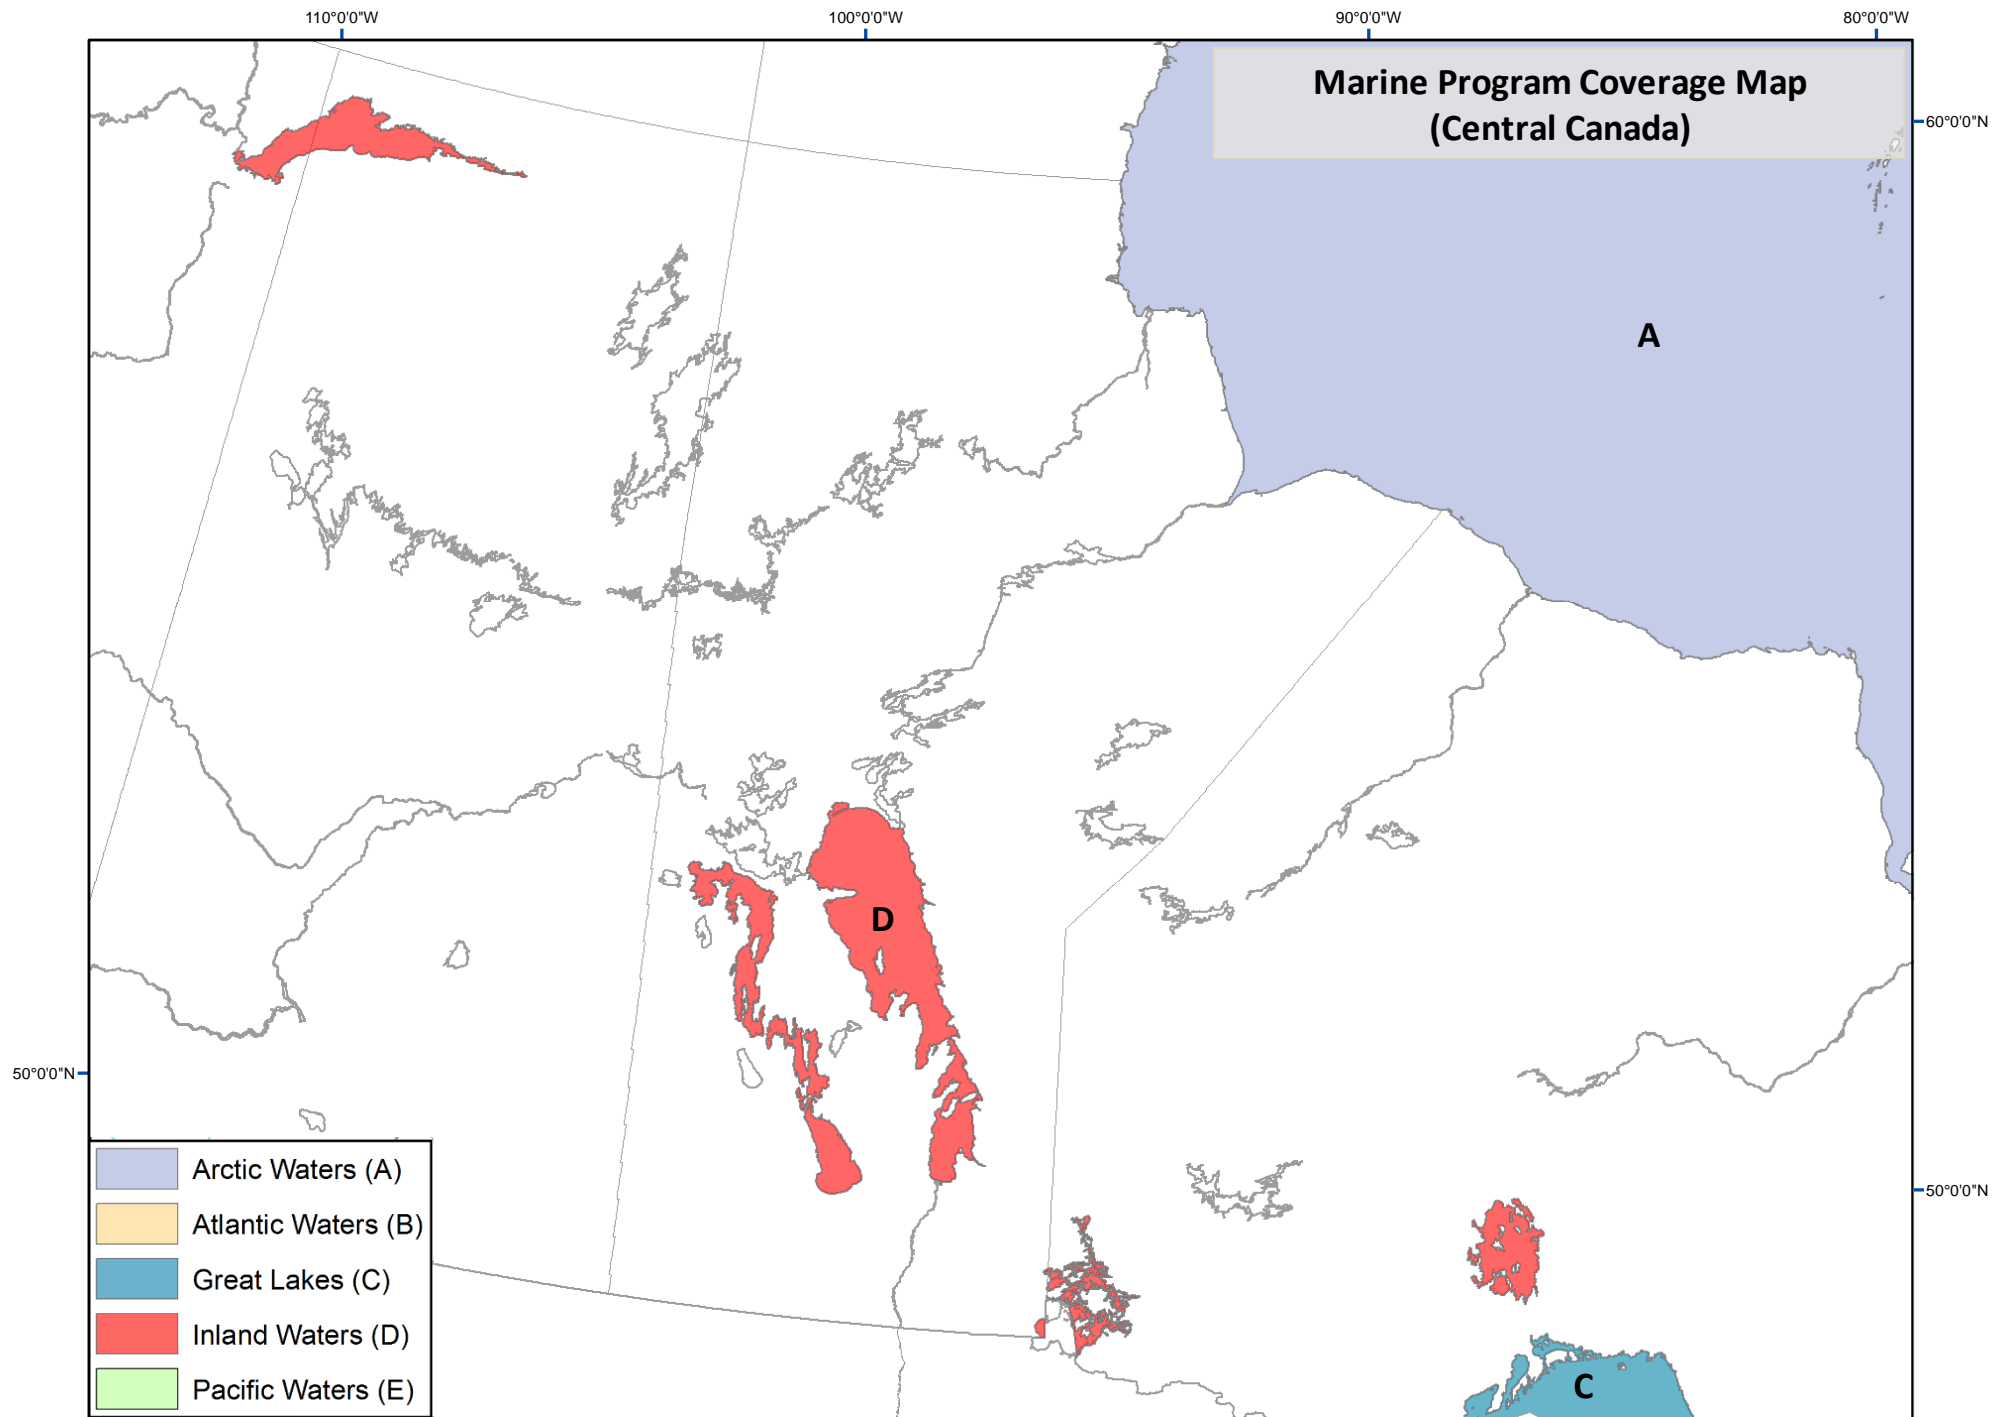 110°0'0"W
100°0'0"W
90°0'0"W
80°0'0"W
Marine Program Coverage Map
(Central Canada)
60°0'0"N
A
D
50°0'0"N
50°0'0"N
Arctic Waters (A)
Atlantic Waters (B)
Great Lakes (C)
Inland Waters (D)
Pacific Waters (E)
C